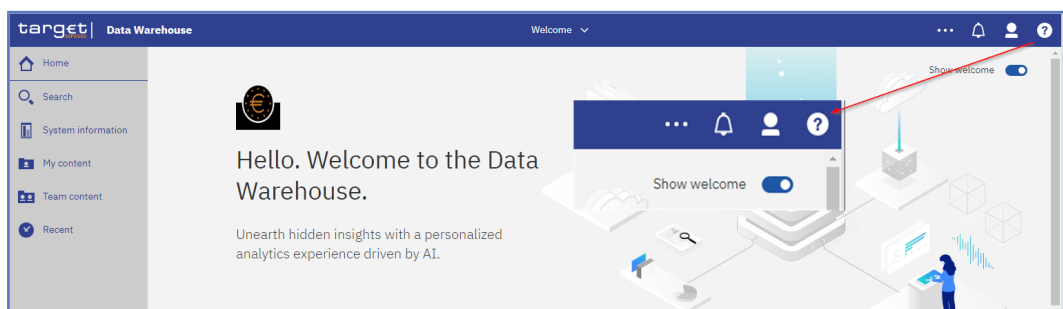 target | Data Warehouse
services
Welcome
?
Home
Show welcome
Search
System information
My content
Team content
Recent
?
Show welcome
Hello. Welcome to the Data
Warehouse.
Unearth hidden insights with a personalized
analytics experience driven by AI.